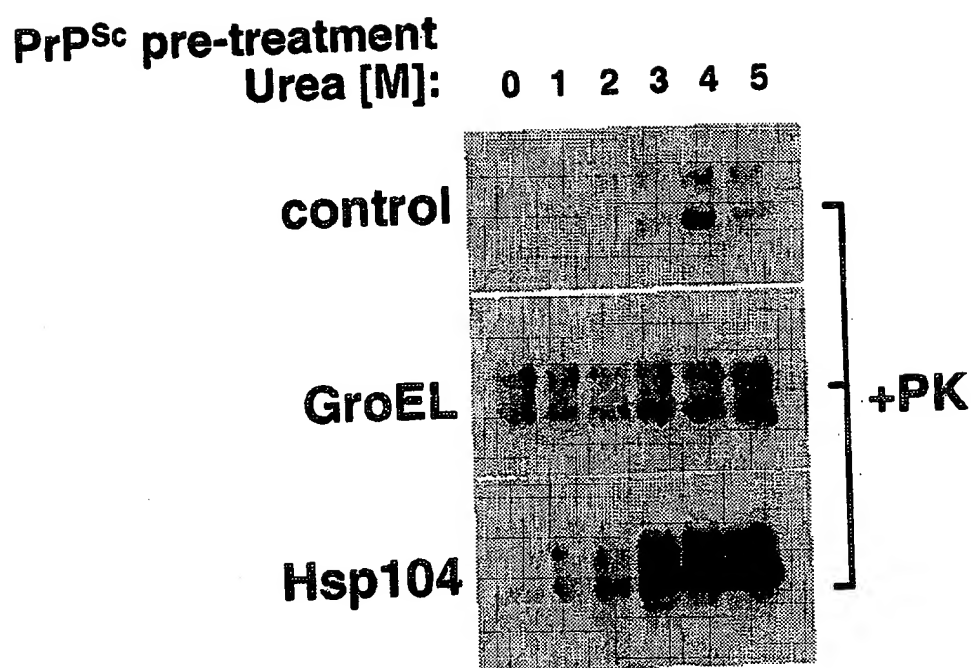 PrPSc pre-treatment
Urea [M]: 0 1 2 3 4 5
control
GroEL
+PK
Hsp104